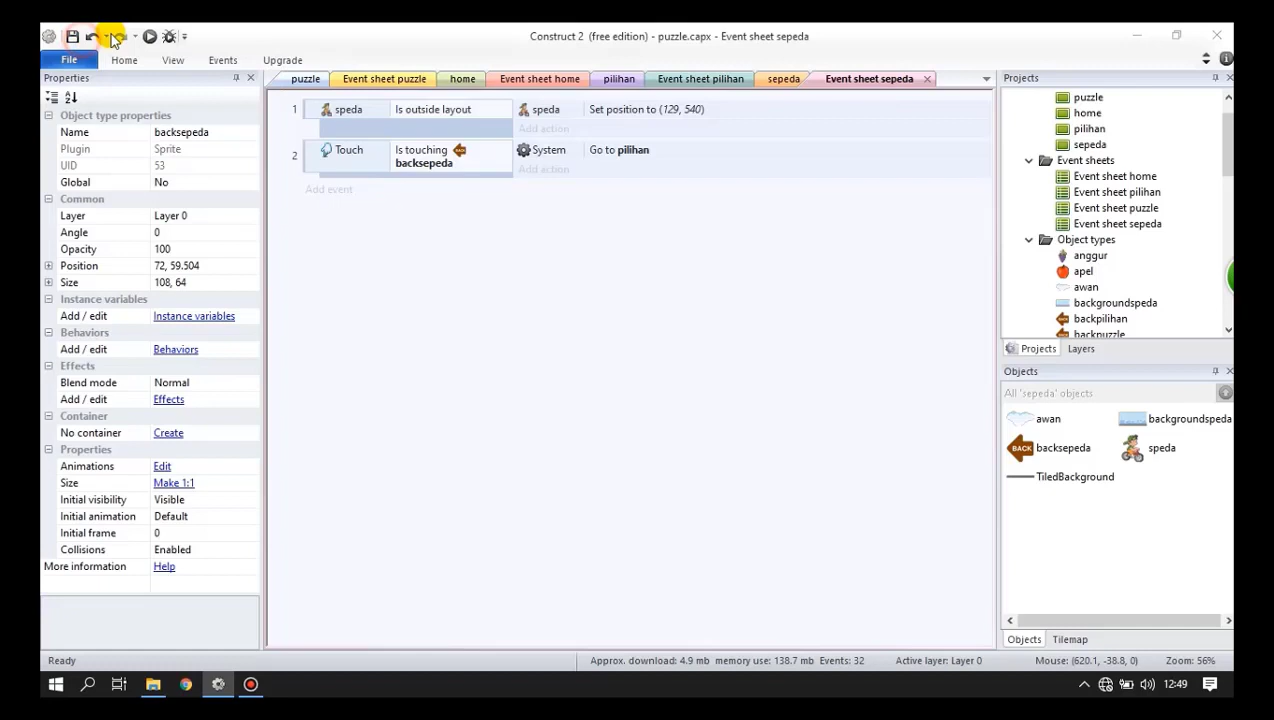 Construct 2 (free edition) - puzzle.capx - Event sheet sepeda
File Home View Events Upgrade
Properties
puzzle Event sheet puzzle home Event sheet home pilihan Event sheet pilihan sepeda Event sheet sepeda
Object type properties
Name backsepeda
Plugin Sprite
UID 53
Global No
Common
Layer Layer 0
Angle 0
Opacity 100
Position 72, 59.504
Size 108, 64
Instance variables
Add / edit Instance variables
Behaviors
Add / edit Behaviors
Effects
Blend mode Normal
Add / edit Effects
Container
No container Create
Properties
Animations Edit
Size Make 1:1
Initial visibility Visible
Initial animation Default
Initial frame 0
Collisions Enabled
More information Help
1 speda Is outside layout speda Set position to (129, 540)
Add action
2 Touch Is touching backsepeda System Go to pilihan
Add action
Add event
Projects
puzzle
home
pilihan
sepeda
Event sheets
Event sheet home
Event sheet pilihan
Event sheet puzzle
Event sheet sepeda
Object types
anggur
apel
awan
backgroundspeda
backpilihan
backpuzzle
Projects Layers
Objects
All 'sepeda' objects
awan backgroundspeda
BACK backsepeda speda
TiledBackground
Objects Tilemap
Ready Approx. download: 4.9 mb memory use: 138.7 mb Events: 32 Active layer: Layer 0 Mouse: (620.1, -38.8, 0) Zoom: 56%
12:49